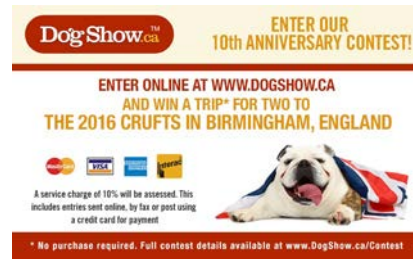 DogShow.ca™
ENTER OUR
10th ANNIVERSARY CONTEST!
ENTER ONLINE AT WWW.DOGSHOW.CA
AND WIN A TRIP* FOR TWO TO
THE 2016 CRUFTS IN BIRMINGHAM, ENGLAND
MasterCard VISA Interac
A service charge of 10% will be assessed. This
includes entries sent online, by fax or post using
a credit card for payment
* No purchase required. Full contest details available at www.DogShow.ca/Contest